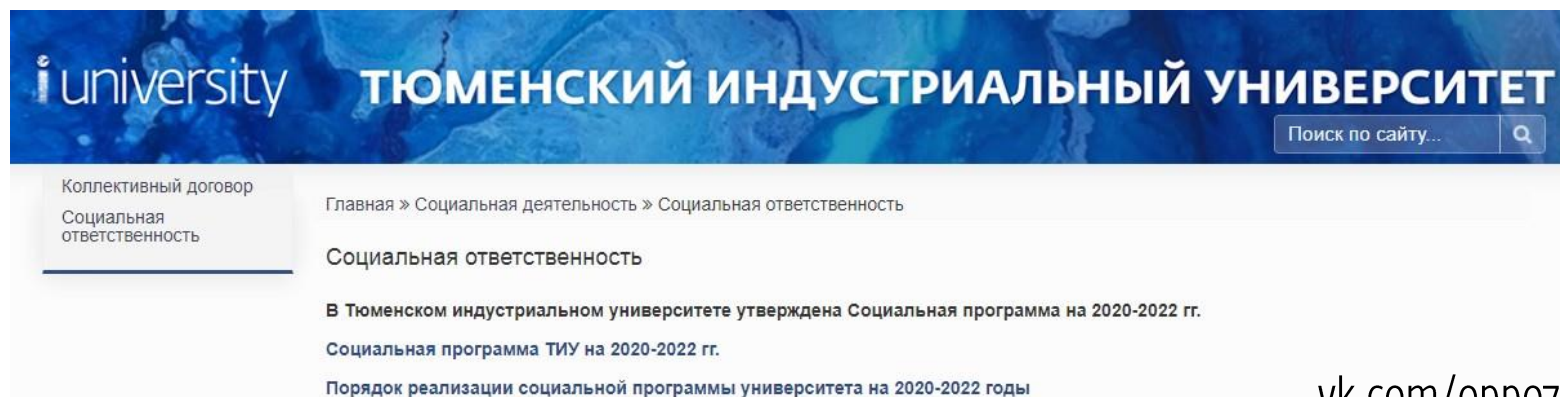 i university
ТЮМЕНСКИЙ ИНДУСТРИАЛЬНЫЙ УНИВЕРСИТЕТ
Поиск по сайту...
Коллективный договор
Социальная
ответственность
Главная » Социальная деятельность » Социальная ответственность
Социальная ответственность
В Тюменском индустриальном университете утверждена Социальная программа на 2020-2022 гг.
Социальная программа ТИУ на 2020-2022 гг.
Порядок реализации социальной программы университета на 2020-2022 годы